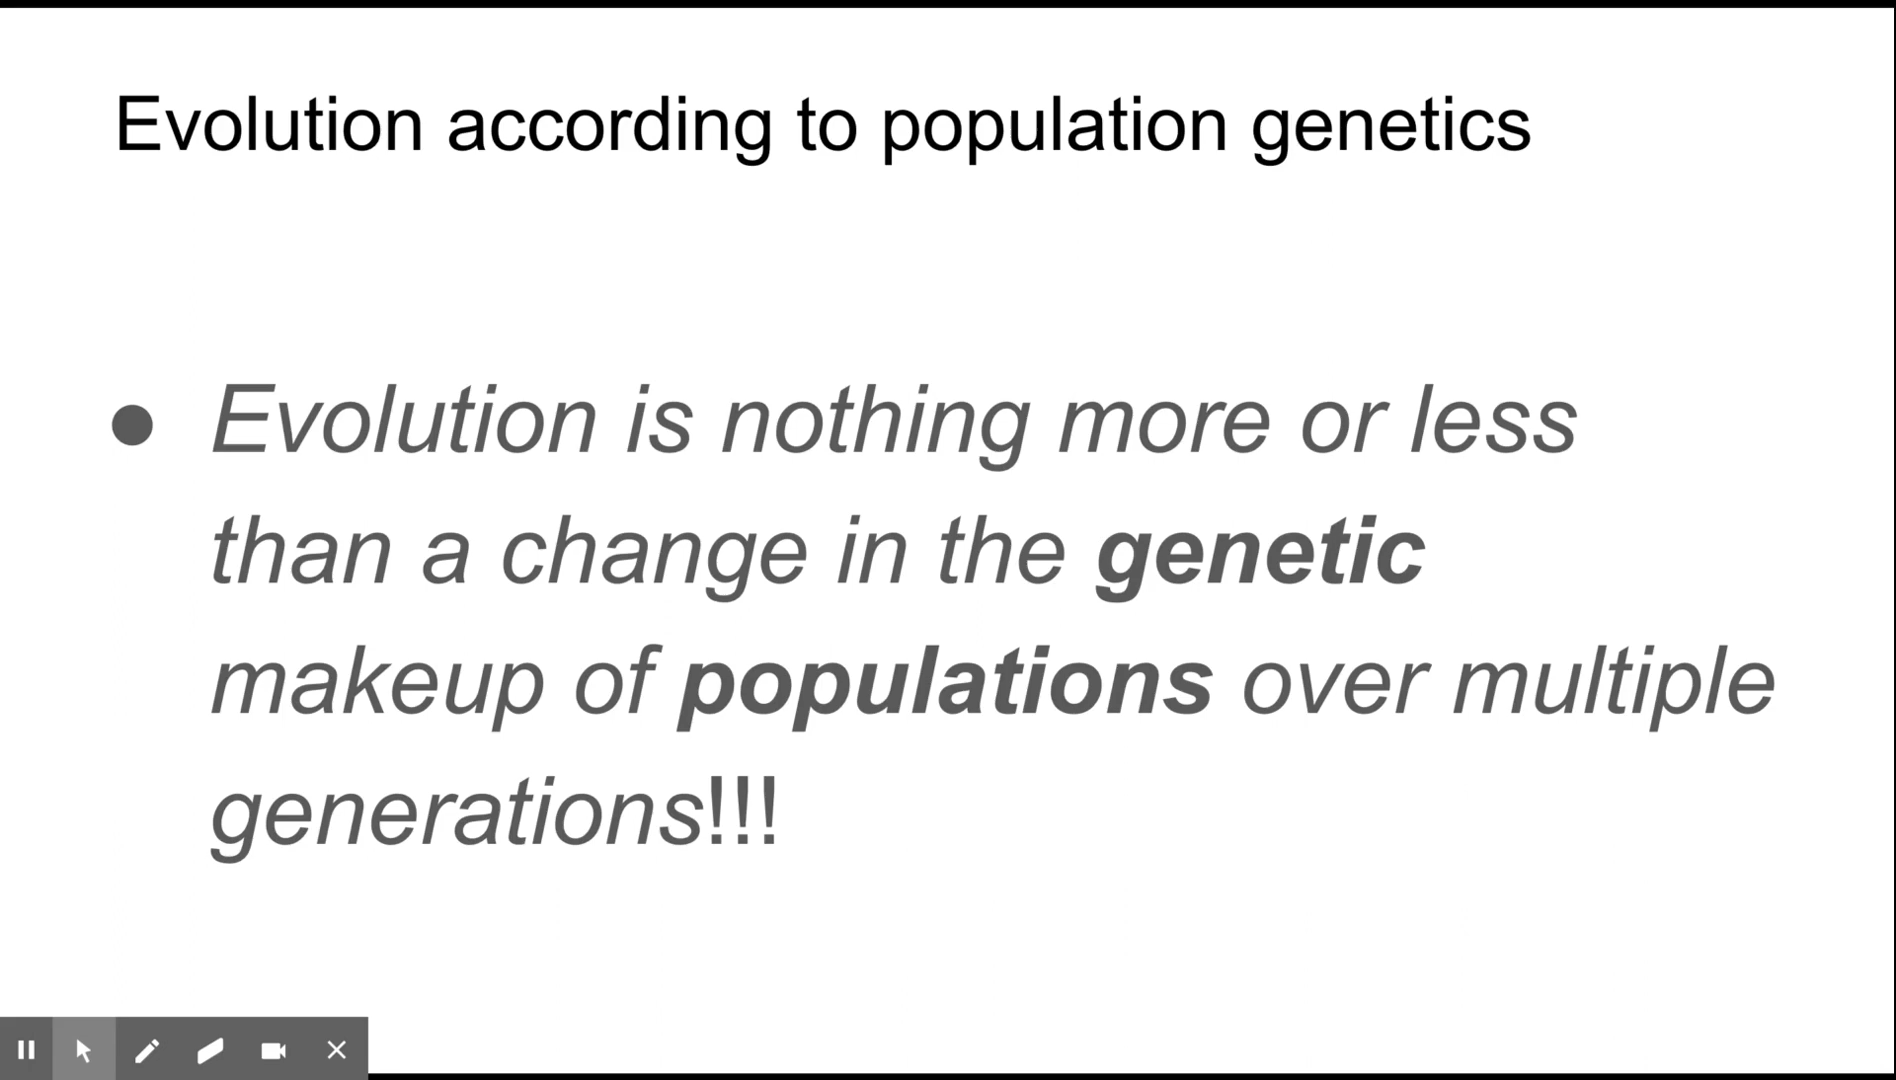 Evolution according to population genetics
● Evolution is nothing more or less
than a change in the genetic
makeup of populations over multiple
generations!!!